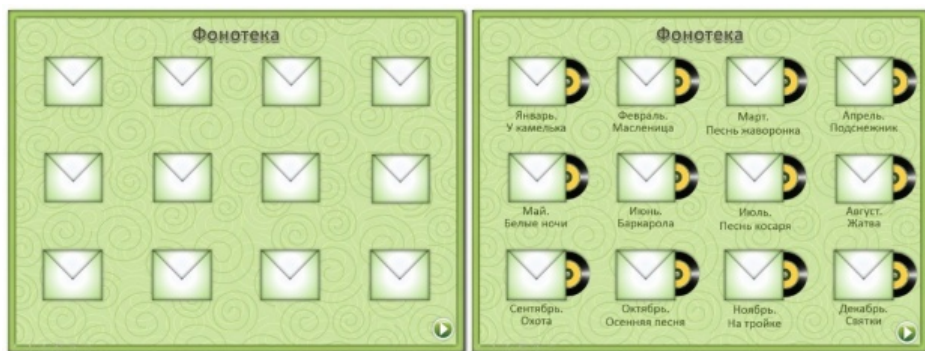 Фонотека
Фонотека
Январь.
У камелька
Февраль.
Масленица
Март.
Песнь жаворонка
Апрель.
Подснежник
Май.
Белые ночи
Июнь.
Баркарола
Июль.
Песнь косаря
Август.
Жатва
Сентябрь.
Охота
Октябрь.
Осенняя песня
Ноябрь.
На тройке
Декабрь.
Святки